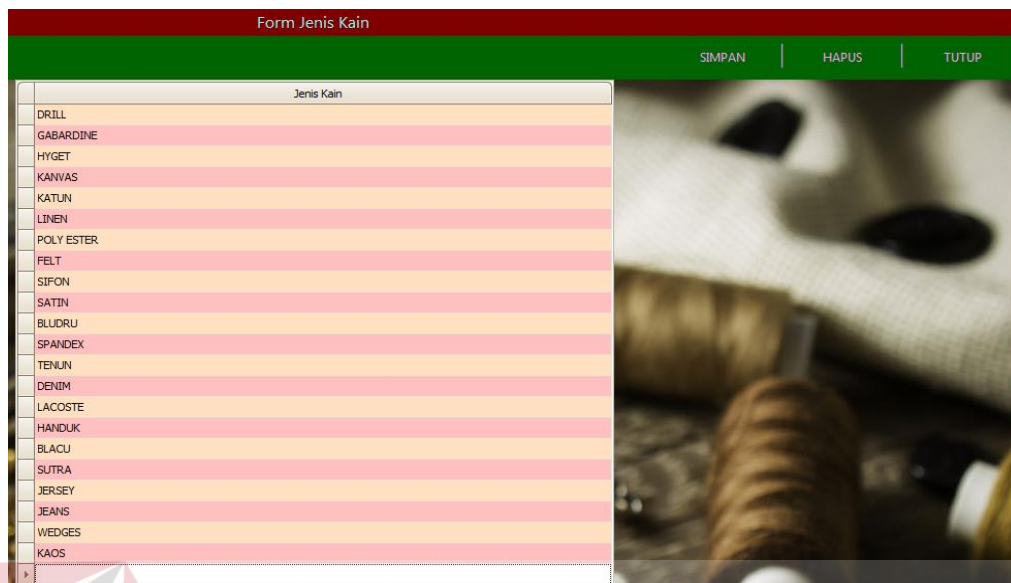 Form Jenis Kain
SIMPAN HAPUS TUTUP
Jenis Kain
DRILL
GABARDINE
HYGET
KANVAS
KATUN
LINEN
POLY ESTER
FELT
SIFON
SATIN
BLUDRU
SPANDEX
TENUN
DENIM
LACOSTE
HANDUK
BLACU
SUTRA
JERSEY
JEANS
WEDGES
KAOS